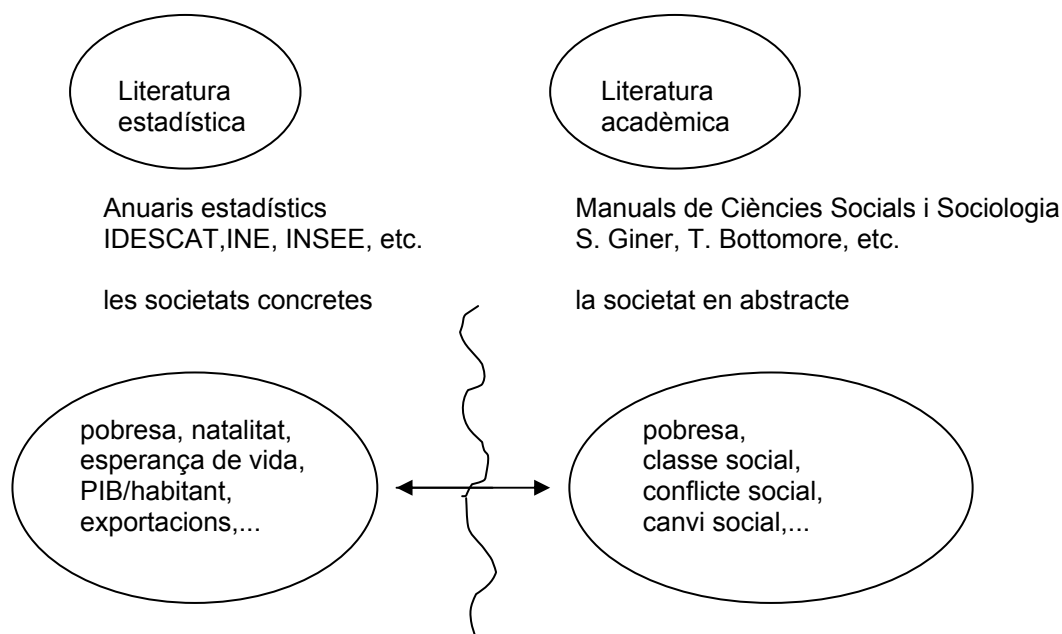 Literatura
estadística
Literatura
acadèmica
Anuaris estadístics
IDESCAT,INE, INSEE, etc.
Manuals de Ciències Socials i Sociologia
S. Giner, T. Bottomore, etc.
les societats concretes
la societat en abstracte
pobresa, natalitat,
esperança de vida,
PIB/habitant,
exportacions,...
pobresa,
classe social,
conflicte social,
canvi social,...